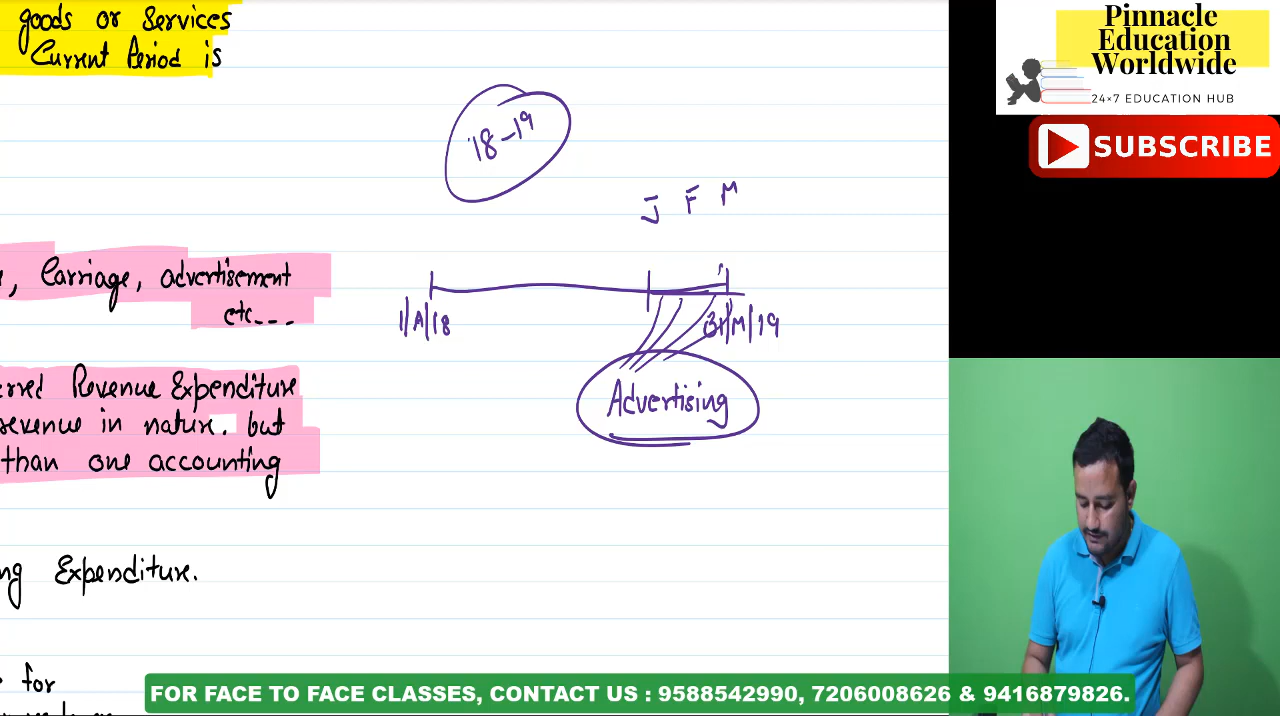 goods or Services
Current Period is
18-19
J F M
, Carriage, advertisement
etc---
1/A/18
31/M/19
Revenue Expenditure
revenue in nature. but
than one accounting
Advertising
Expenditure.
for
Pinnacle
Education
Worldwide
24×7 EDUCATION HUB
SUBSCRIBE
FOR FACE TO FACE CLASSES, CONTACT US : 9588542990, 7206008626 & 9416879826.